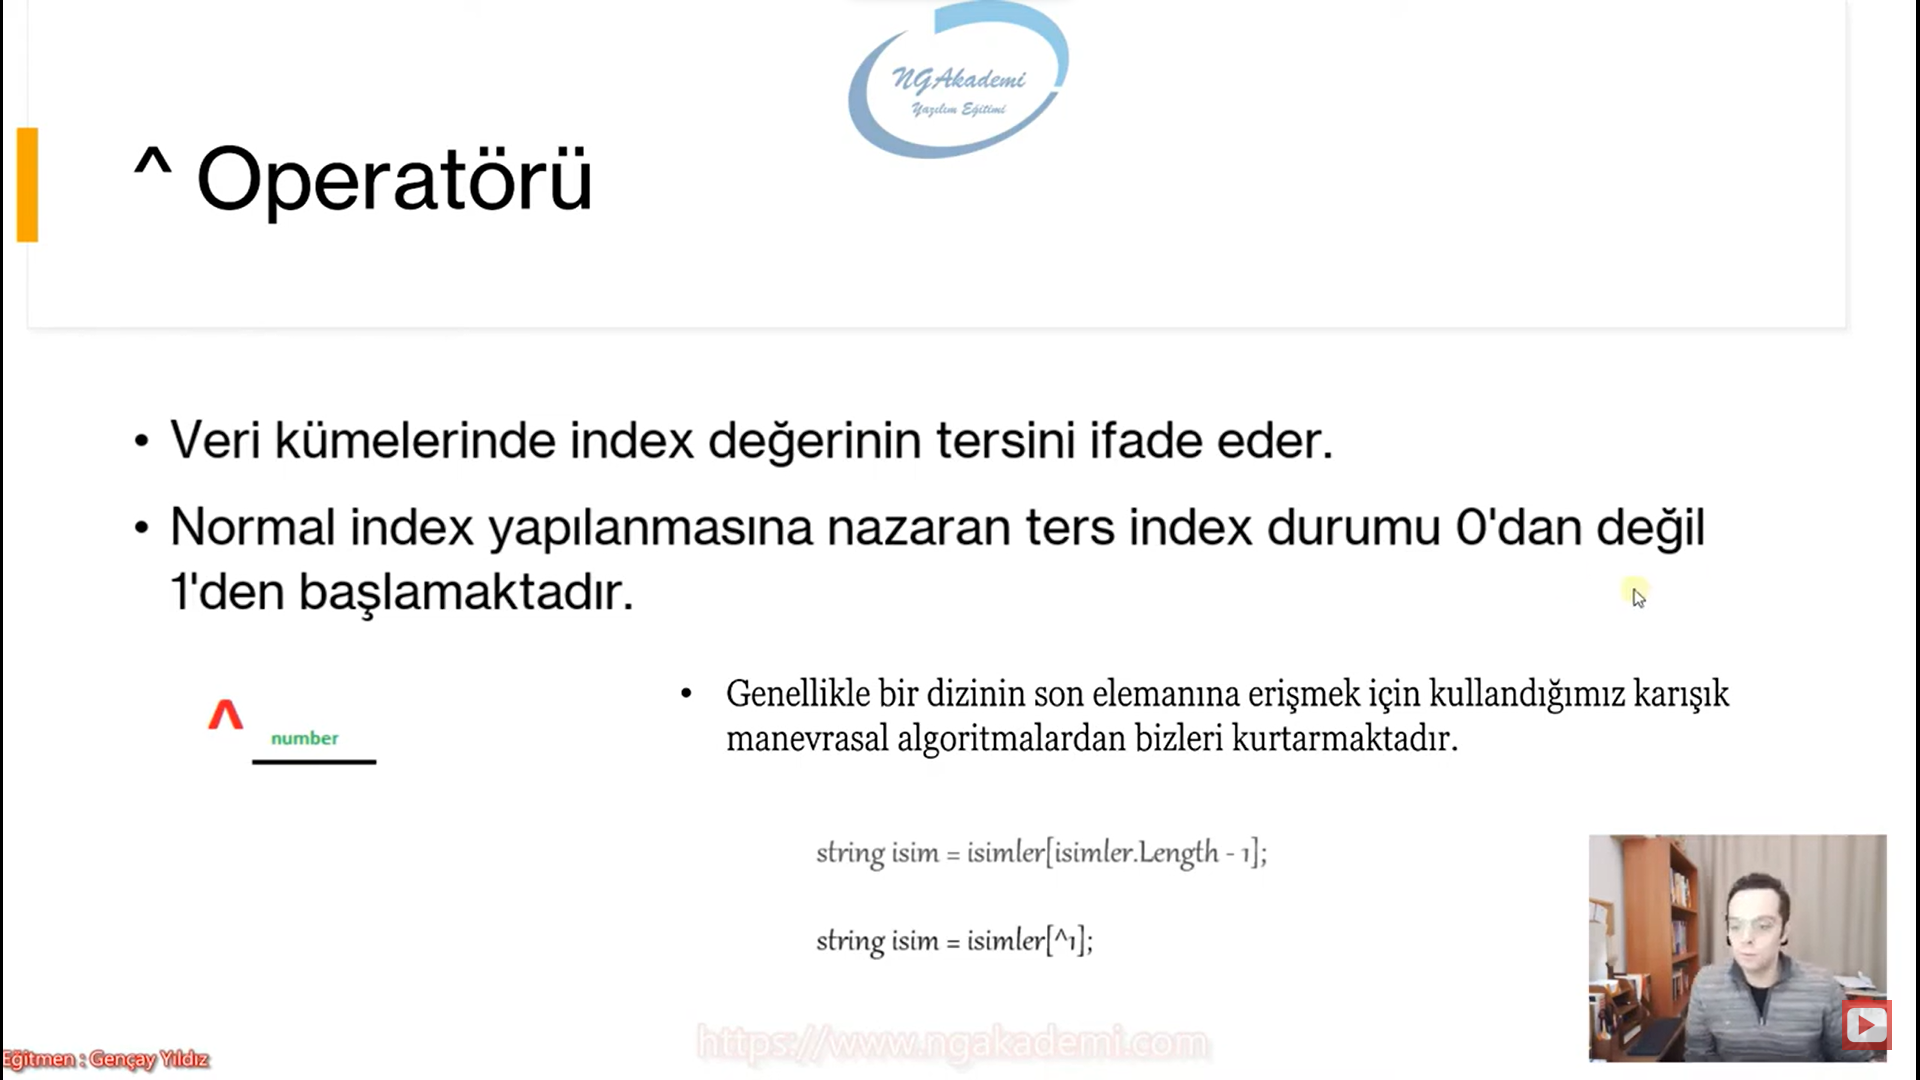 NGAkademi
Yazılım Eğitimi
^ Operatörü
• Veri kümelerinde index değerinin tersini ifade eder.
• Normal index yapılanmasına nazaran ters index durumu 0'dan değil
1'den başlamaktadır.
^ number
• Genellikle bir dizinin son elemanına erişmek için kullandığımız karışık
manevrasal algoritmalardan bizleri kurtarmaktadır.
string isim = isimler[isimler.Length - 1];
string isim = isimler[^1];
https://www.ngakademi.com
Eğitmen : Gençay Yıldız